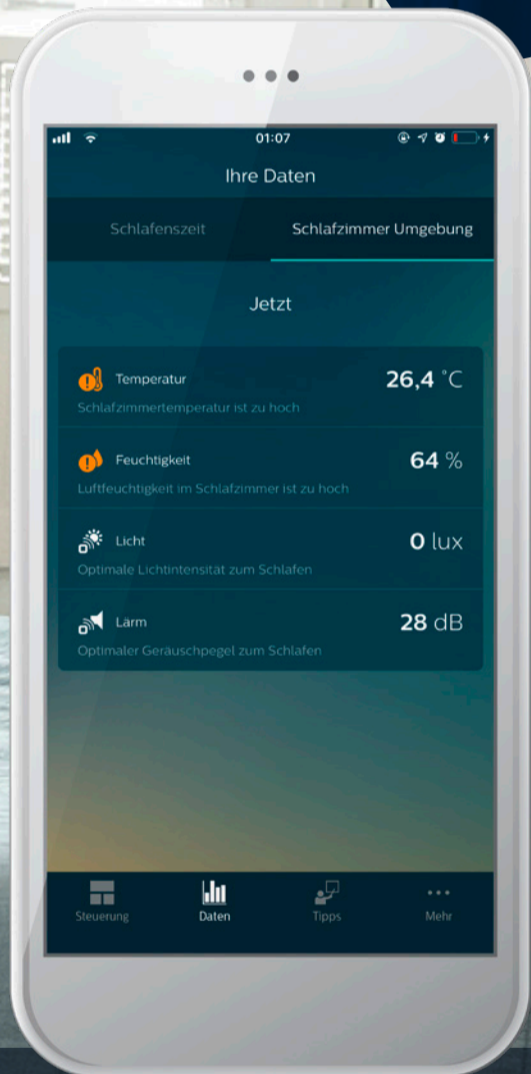 01:07
Ihre Daten
Schlafenszeit
Schlafzimmer Umgebung
Jetzt
Temperatur
26,4 °C
Schlafzimmertemperatur ist zu hoch
Feuchtigkeit
64 %
Luftfeuchtigkeit im Schlafzimmer ist zu hoch
Licht
0 lux
Optimale Lichtintensität zum Schlafen
Lärm
28 dB
Optimaler Geräuschpegel zum Schlafen
Steuerung
Daten
Tipps
Mehr